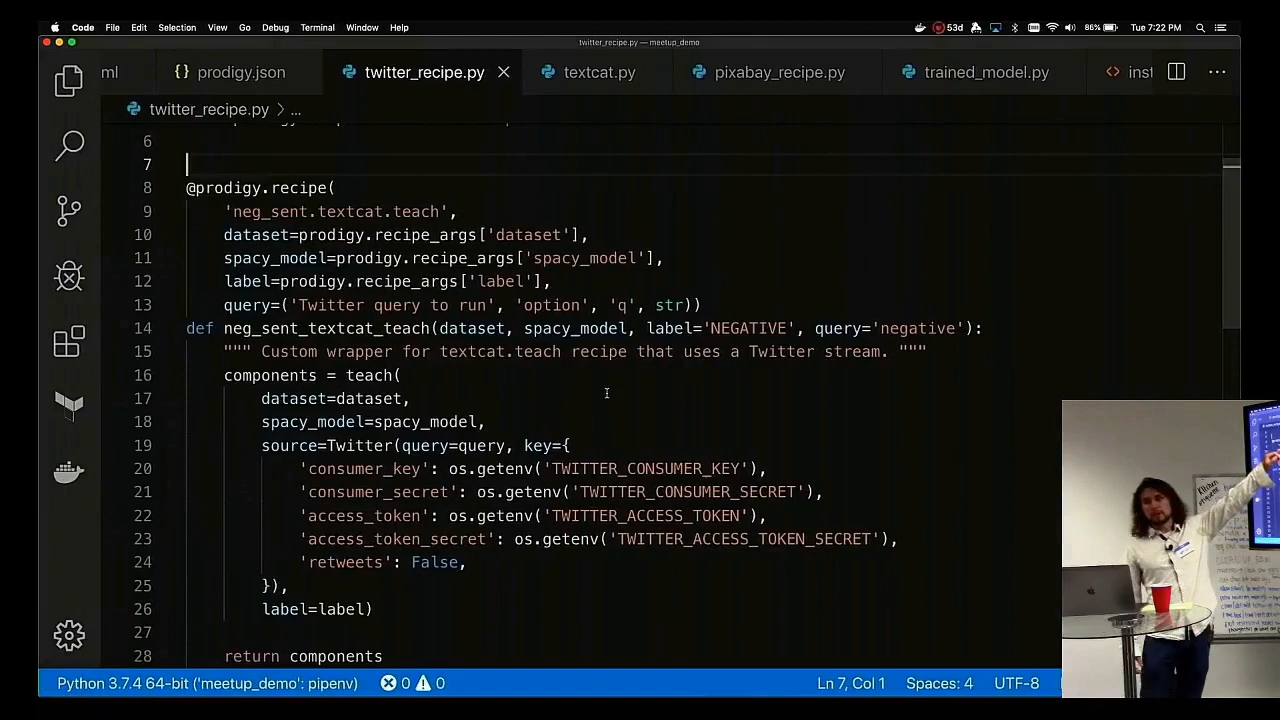 Code File Edit Selection View Go Debug Terminal Window Help 53d 86% Tue 7:22 PM
twitter_recipe.py — meetup_demo
ml prodigy.json twitter_recipe.py textcat.py pixabay_recipe.py trained_model.py inst
twitter_recipe.py > ...
6
7
8 @prodigy.recipe(
9 'neg_sent.textcat.teach',
10 dataset=prodigy.recipe_args['dataset'],
11 spacy_model=prodigy.recipe_args['spacy_model'],
12 label=prodigy.recipe_args['label'],
13 query=('Twitter query to run', 'option', 'q', str))
14 def neg_sent_textcat_teach(dataset, spacy_model, label='NEGATIVE', query='negative'):
15 """ Custom wrapper for textcat.teach recipe that uses a Twitter stream. """
16 components = teach(
17 dataset=dataset,
18 spacy_model=spacy_model,
19 source=Twitter(query=query, key={
20 'consumer_key': os.getenv('TWITTER_CONSUMER_KEY'),
21 'consumer_secret': os.getenv('TWITTER_CONSUMER_SECRET'),
22 'access_token': os.getenv('TWITTER_ACCESS_TOKEN'),
23 'access_token_secret': os.getenv('TWITTER_ACCESS_TOKEN_SECRET'),
24 'retweets': False,
25 }),
26 label=label)
27
28 return components
Python 3.7.4 64-bit ('meetup_demo': pipenv) 0 0 Ln 7, Col 1 Spaces: 4 UTF-8